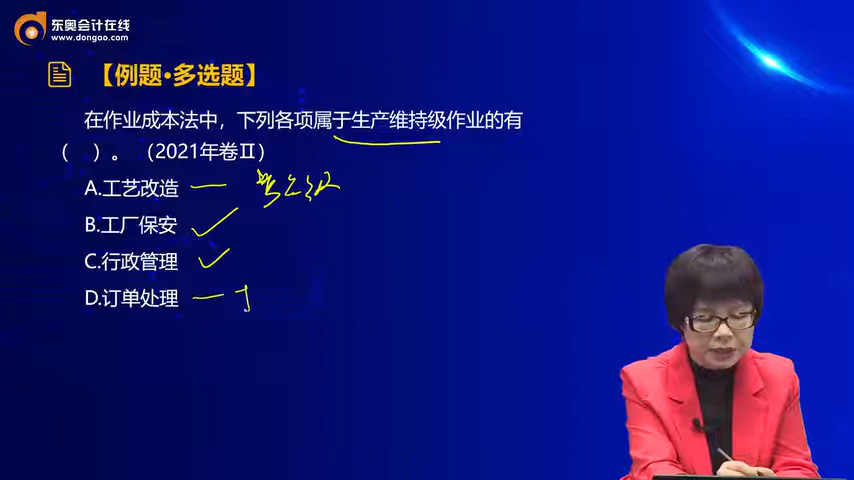 东奥会计在线
www.dongao.com
【例题·多选题】
在作业成本法中，下列各项属于生产维持级作业的有
（　）。（2021年卷Ⅱ）
A.工艺改造
B.工厂保安
C.行政管理
D.订单处理